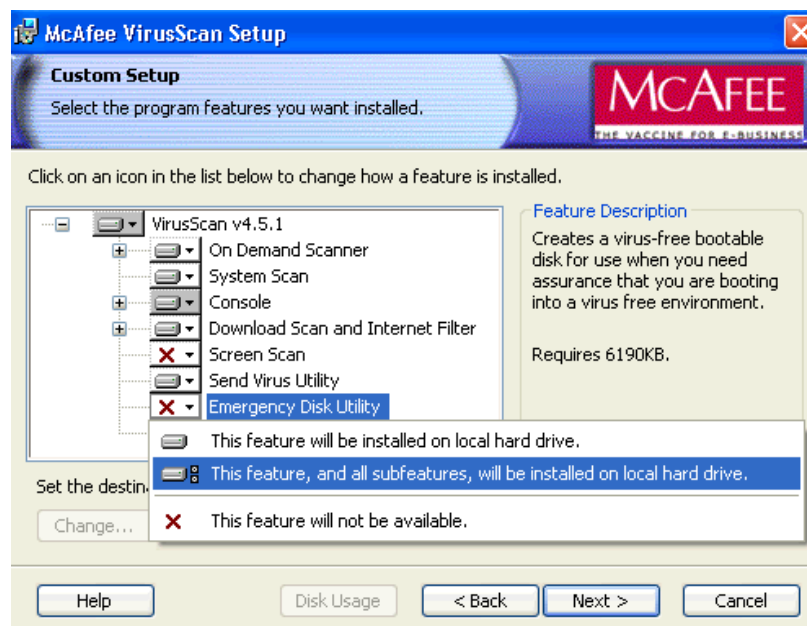 McAfee VirusScan Setup
Custom Setup
Select the program features you want installed.
MCAFEE
THE VACCINE FOR E-BUSINESS
Click on an icon in the list below to change how a feature is installed.
VirusScan v4.5.1
On Demand Scanner
System Scan
Console
Download Scan and Internet Filter
Screen Scan
Send Virus Utility
Emergency Disk Utility
Feature Description
Creates a virus-free bootable
disk for use when you need
assurance that you are booting
into a virus free environment.
Requires 6190KB.
This feature will be installed on local hard drive.
This feature, and all subfeatures, will be installed on local hard drive.
This feature will not be available.
Set the destin
Change...
Help
Disk Usage
< Back
Next >
Cancel